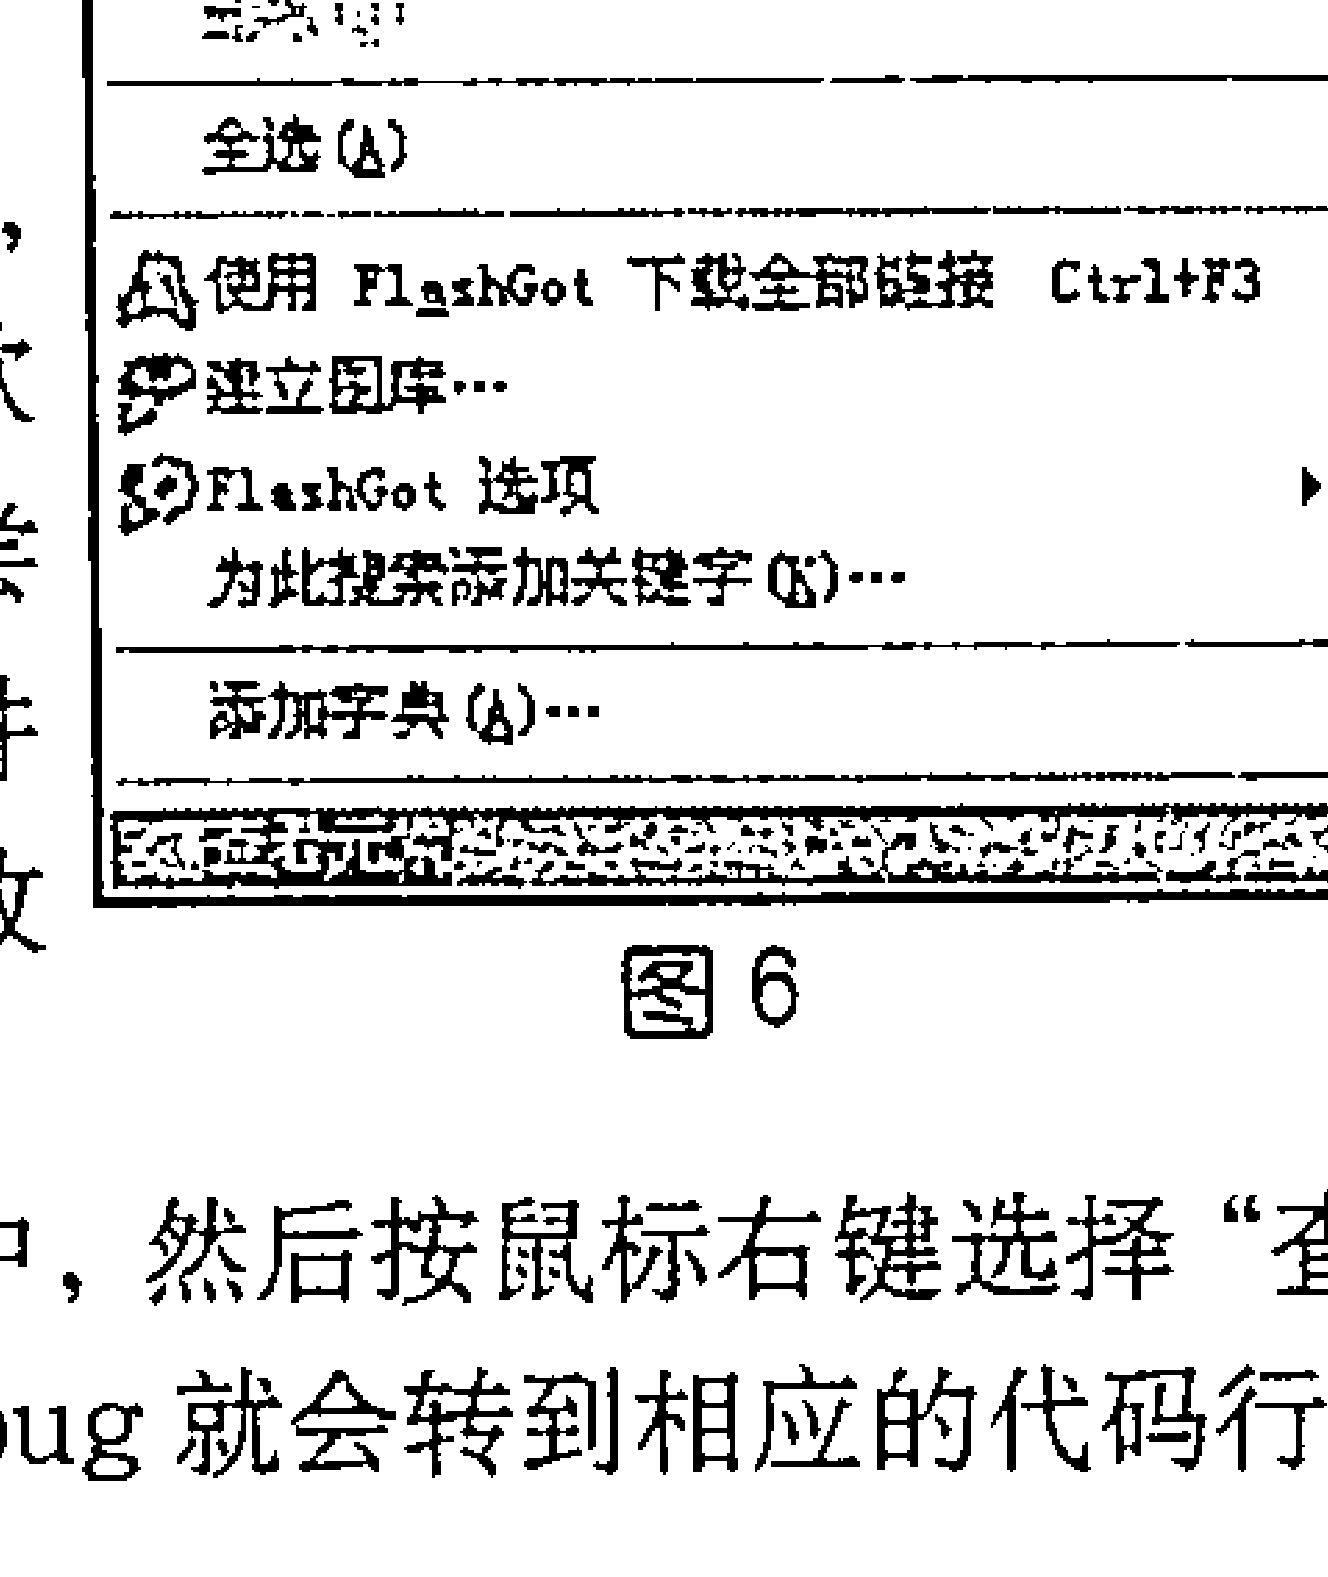 全选(A)
使用 FlashGot 下载全部链接 Ctrl+F3
建立图库…
FlashGot 选项
为此搜索添加关键字(K)…
添加字典(A)…
图 6
，然后按鼠标右键选择“查
bug 就会转到相应的代码行